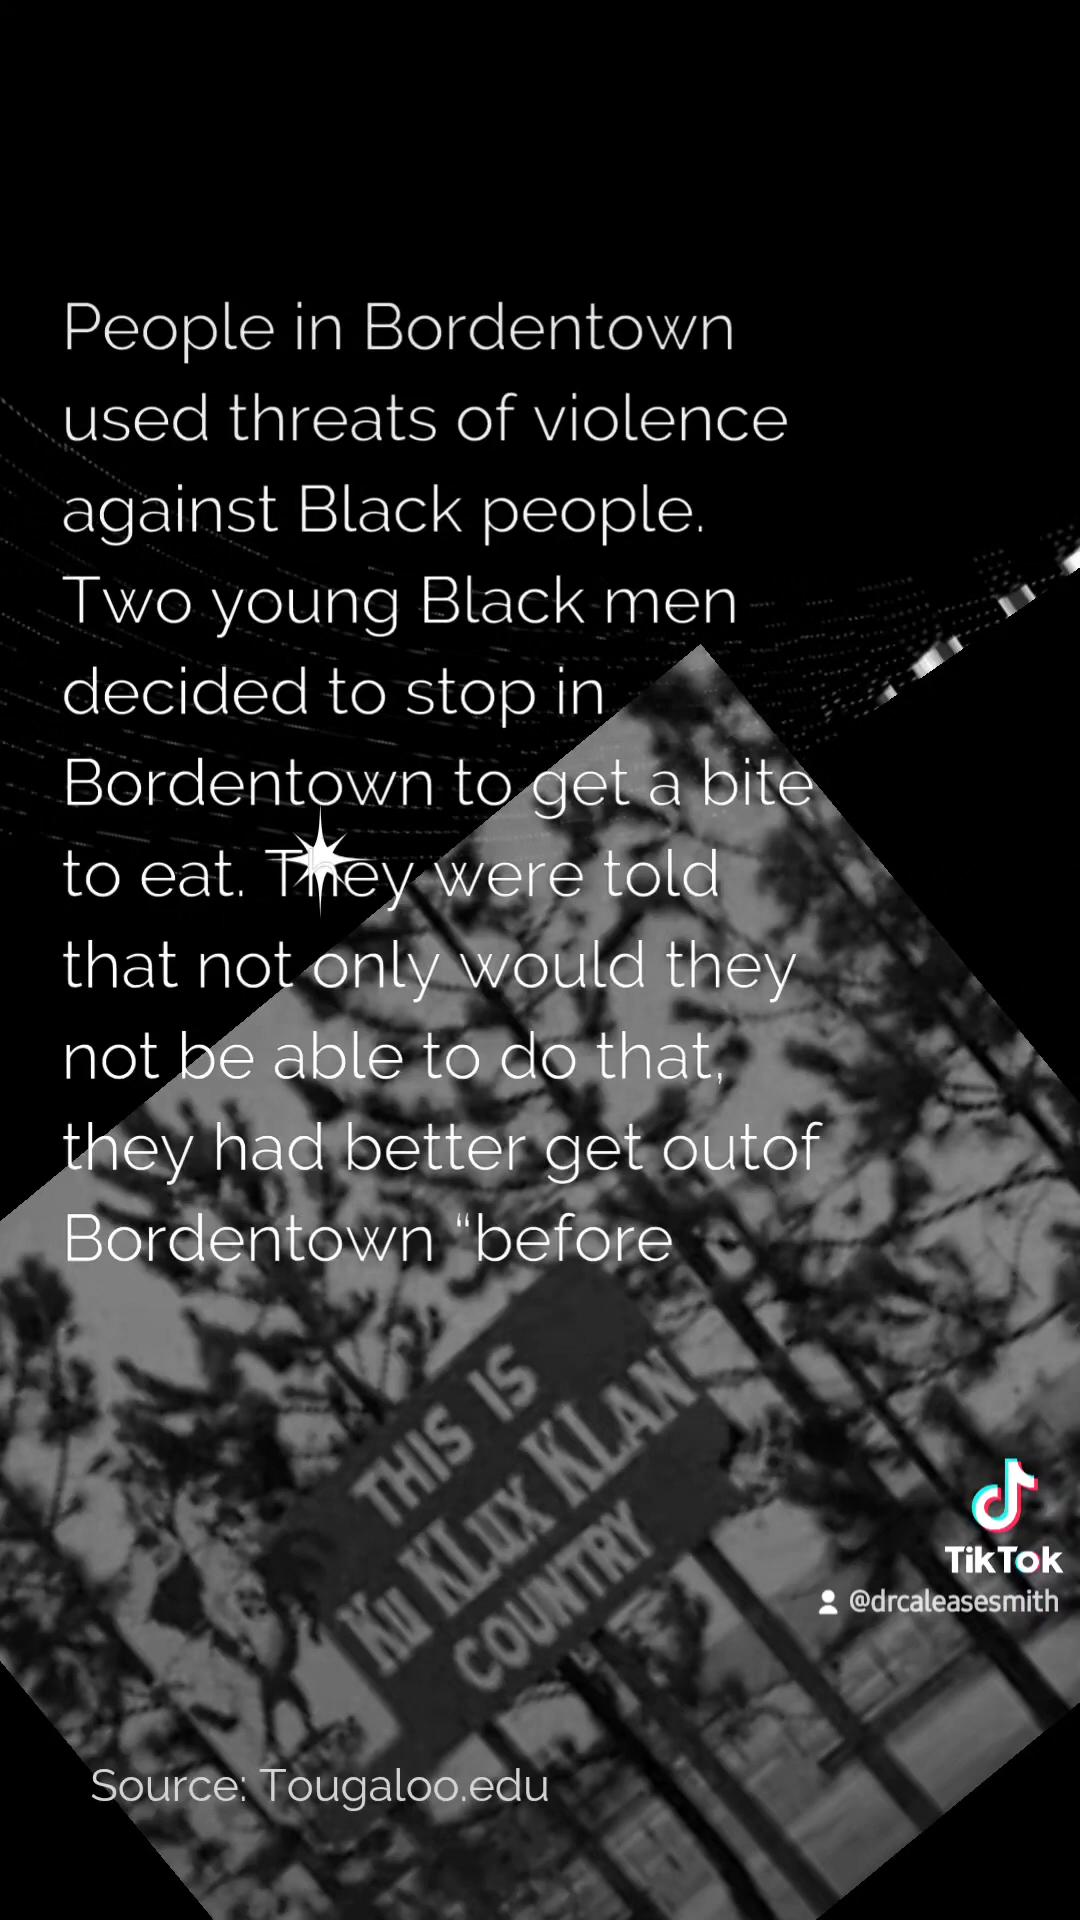 People in Bordentown
used threats of violence
against Black people.
Two young Black men
decided to stop in
Bordentown to get a bite
to eat. They were told
that not only would they
not be able to do that,
they had better get outof
Bordentown “before
THIS IS
KU KLUX KLAN
COUNTRY
TikTok
@drcaleasesmith
Source: Tougaloo.edu